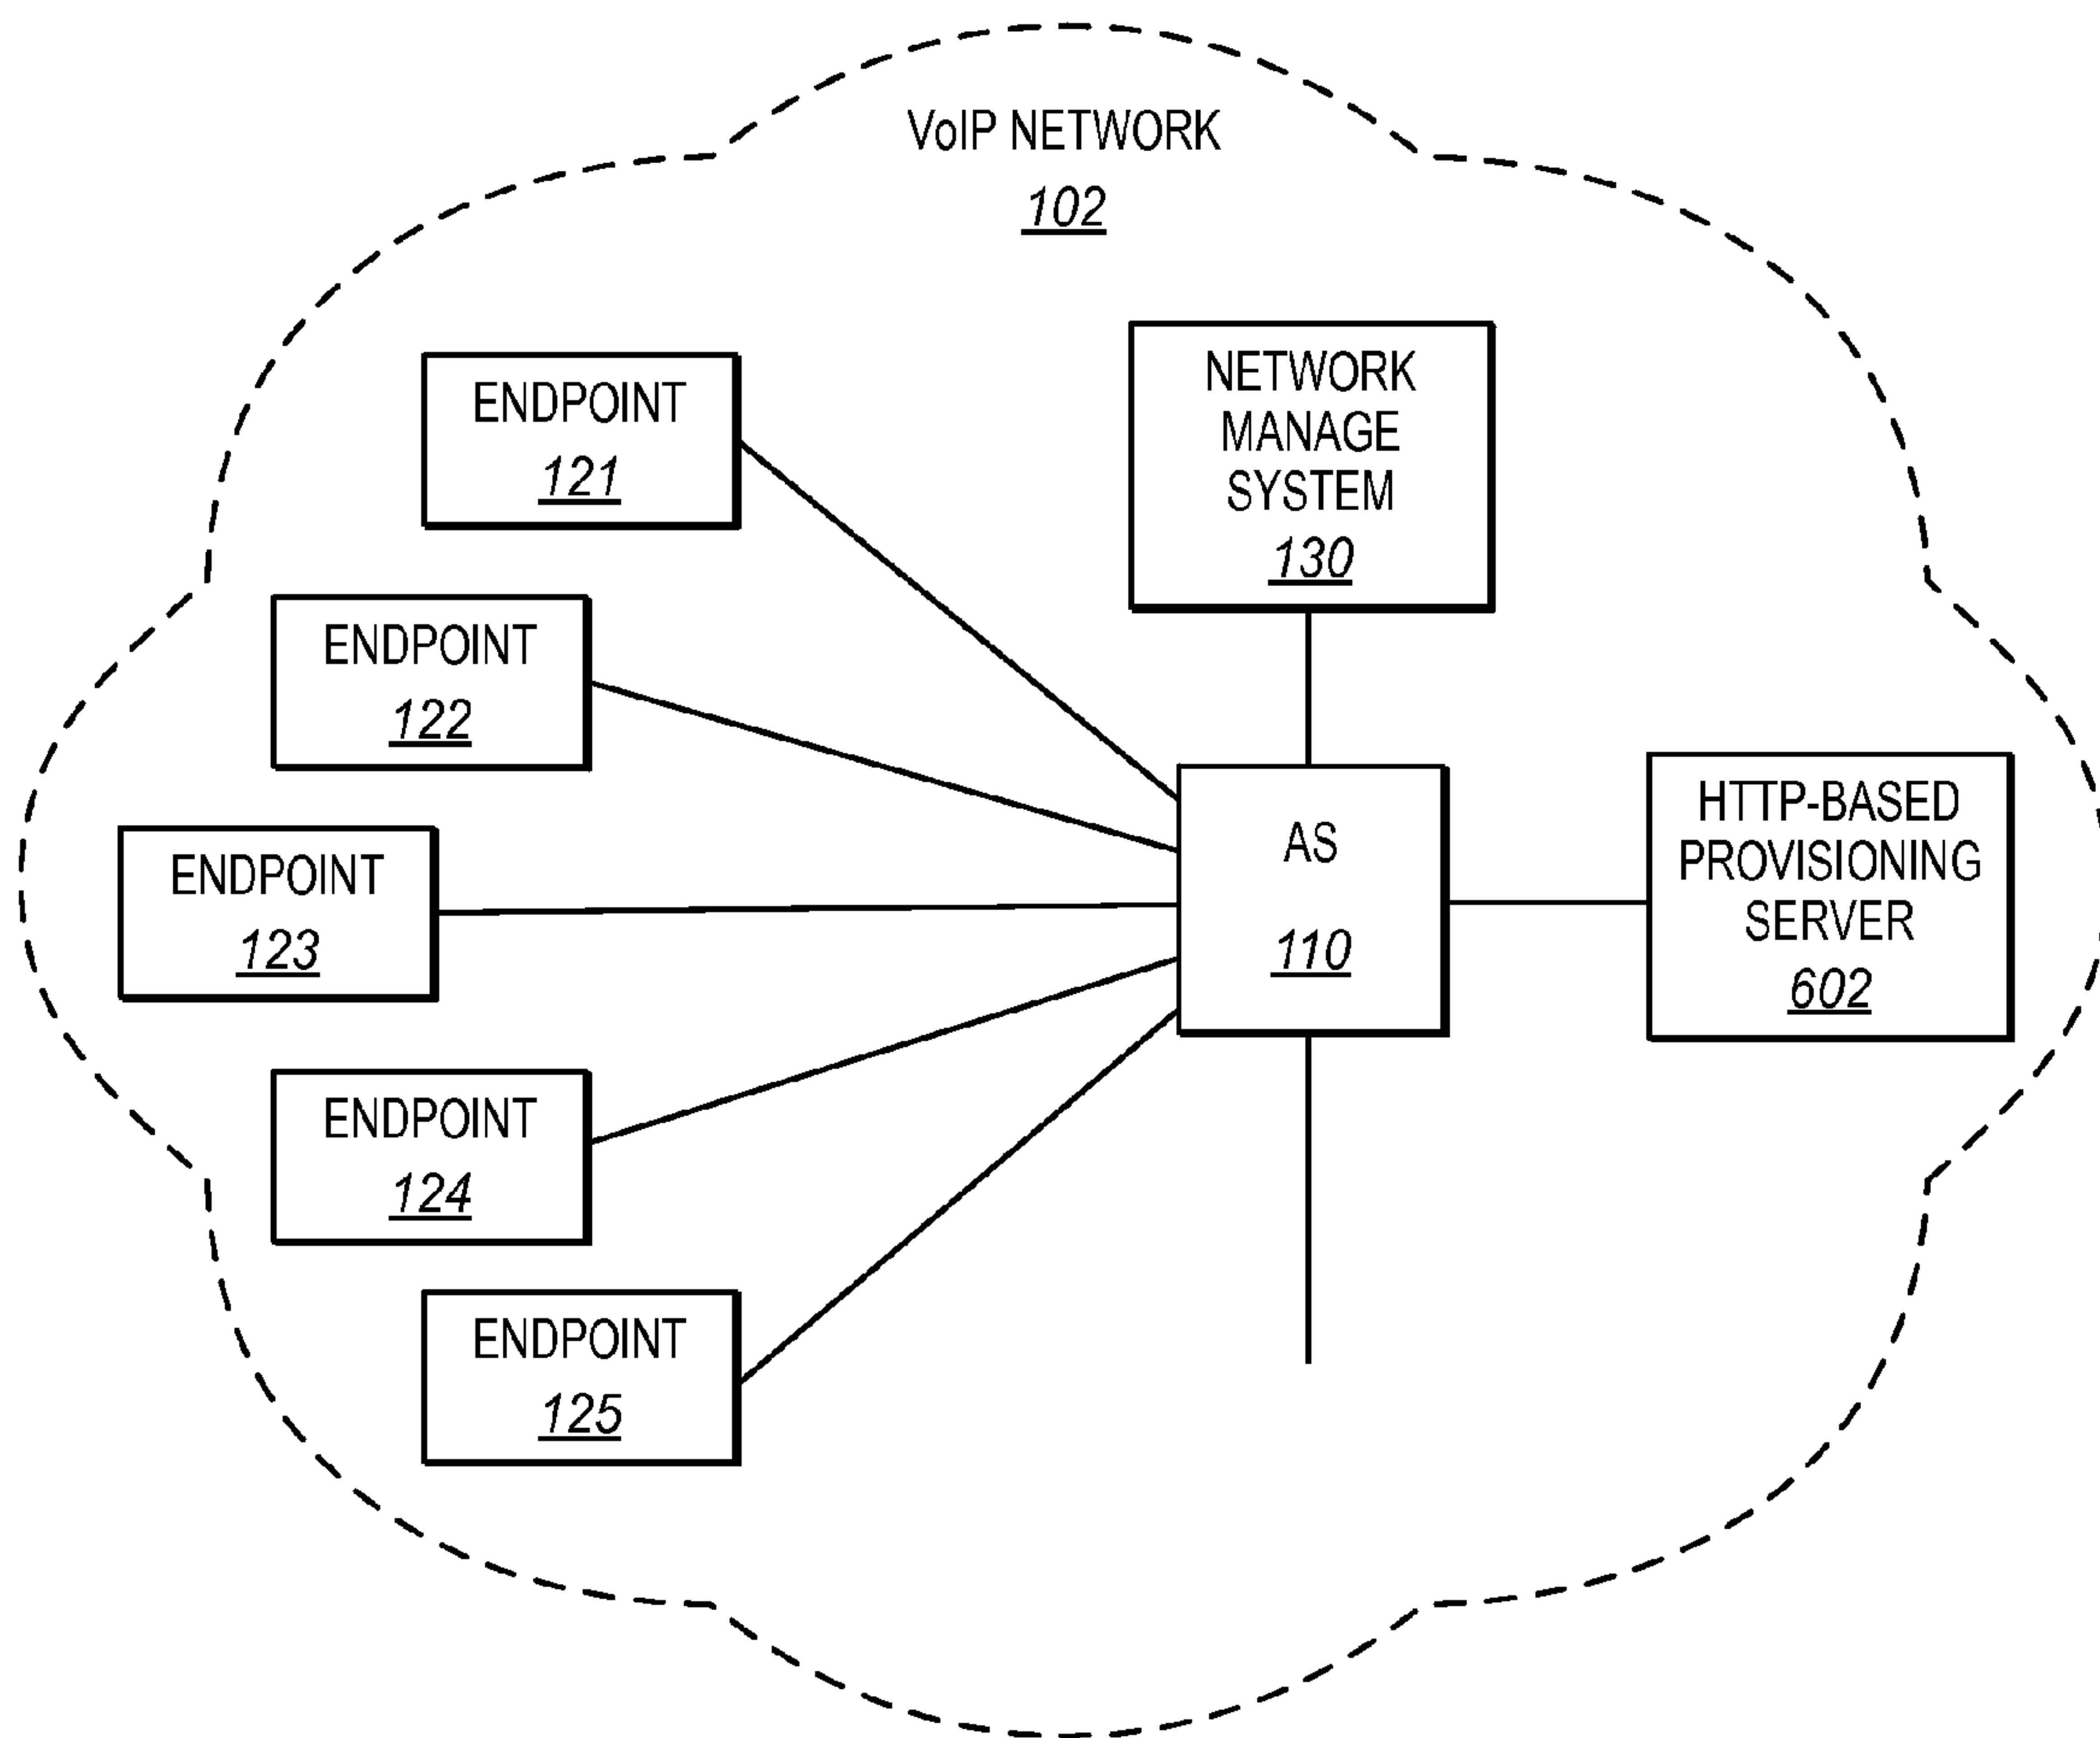 VoIP NETWORK
102
ENDPOINT
121
NETWORK
MANAGE
SYSTEM
130
ENDPOINT
122
ENDPOINT
123
AS
110
HTTP-BASED
PROVISIONING
SERVER
602
ENDPOINT
124
ENDPOINT
125